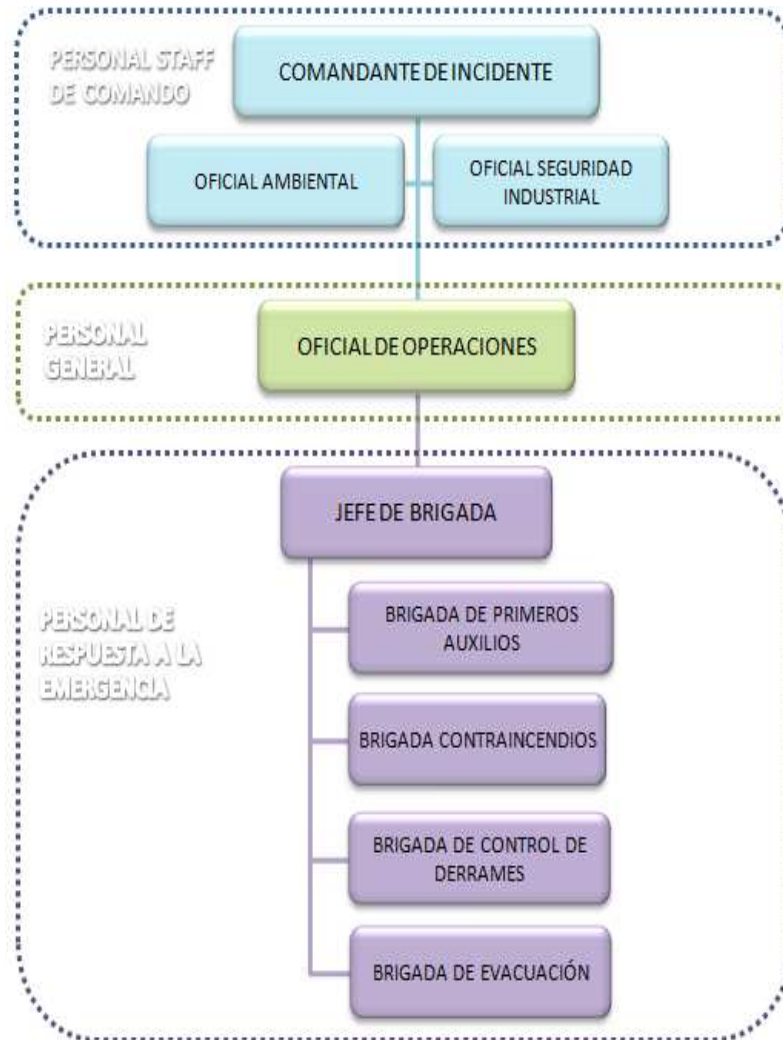 PERSONAL STAFF
DE COMANDO
COMANDANTE DE INCIDENTE
OFICIAL AMBIENTAL
OFICIAL SEGURIDAD
INDUSTRIAL
PERSONAL
GENERAL
OFICIAL DE OPERACIONES
JEFE DE BRIGADA
PERSONAL DE
RESPUESTA A LA
EMERGENCIA
BRIGADA DE PRIMEROS
AUXILIOS
BRIGADA CONTRAINCENDIOS
BRIGADA DE CONTROL DE
DERRAMES
BRIGADA DE EVACUACIÓN